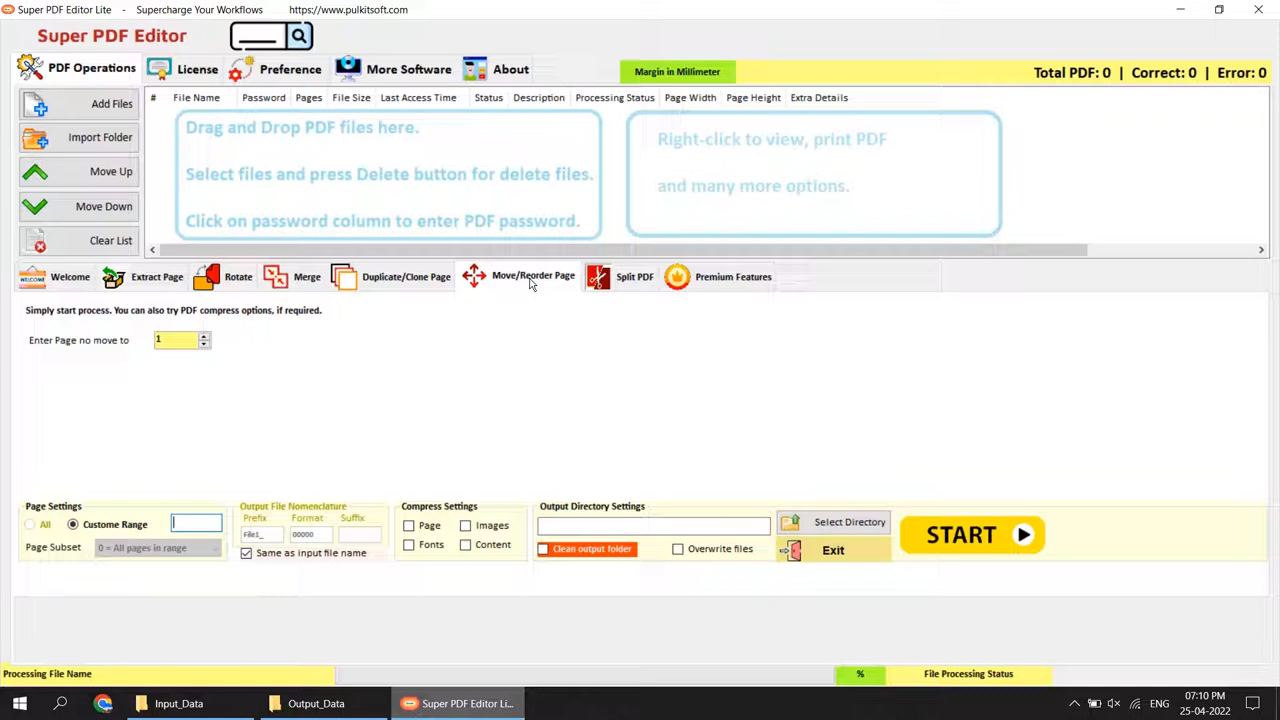 Super PDF Editor Lite - Supercharge Your Workflows https://www.pulkitsoft.com
Super PDF Editor
PDF Operations License Preference More Software About Margin in Millimeter Total PDF: 0 | Correct: 0 | Error: 0
# File Name Password Pages File Size Last Access Time Status Description Processing Status Page Width Page Height Extra Details
Add Files
Import Folder
Move Up
Move Down
Clear List
Drag and Drop PDF files here.
Select files and press Delete button for delete files.
Click on password column to enter PDF password.
Right-click to view, print PDF
and many more options.
Welcome Extract Page Rotate Merge Duplicate/Clone Page Move/Reorder Page Split PDF Premium Features
Simply start process. You can also try PDF compress options, if required.
Enter Page no move to 1
Page Settings
All Custome Range
Page Subset 0 = All pages in range
Output File Nomenclature
Prefix Format Suffix
File1_ 00000
Same as input file name
Compress Settings
Page Images
Fonts Content
Output Directory Settings
Select Directory
Clean output folder Overwrite files Exit
START
Processing File Name % File Processing Status
Input_Data Output_Data Super PDF Editor Li... ENG 07:10 PM
25-04-2022